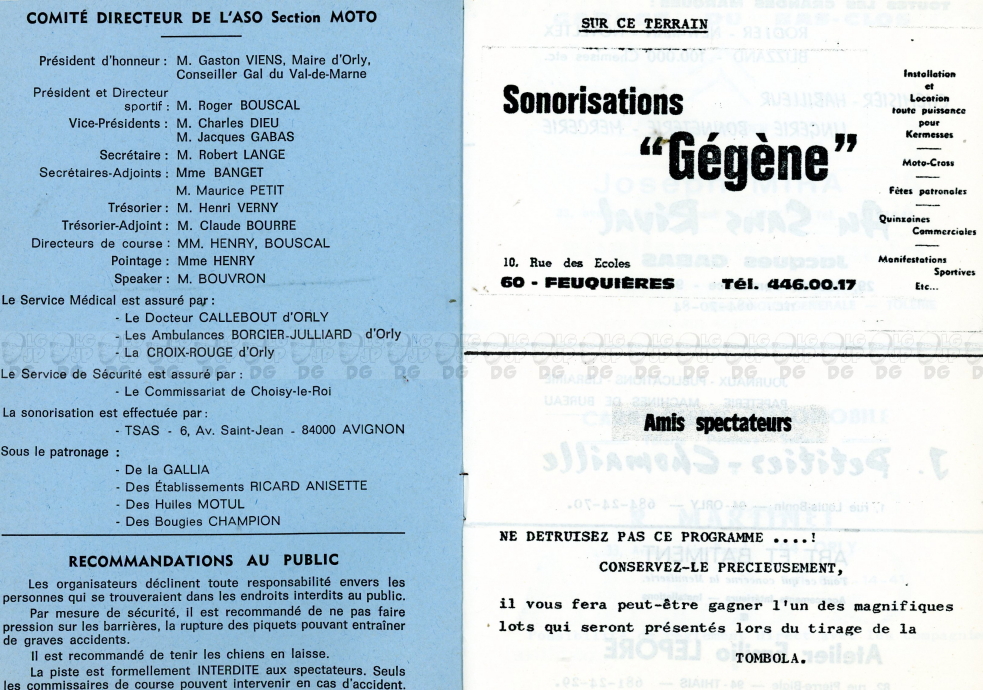 COMITÉ DIRECTEUR DE L'ASO Section MOTO
Président d'honneur : M. Gaston VIENS, Maire d'Orly,
Conseiller Gal du Val-de-Marne
Président et Directeur
sportif : M. Roger BOUSCAL
Vice-Présidents : M. Charles DIEU
M. Jacques GABAS
Secrétaire : M. Robert LANGE
Secrétaires-Adjoints : Mme BANGET
M. Maurice PETIT
Trésorier : M. Henri VERNY
Trésorier-Adjoint : M. Claude BOURRE
Directeurs de course : MM. HENRY, BOUSCAL
Pointage : Mme HENRY
Speaker : M. BOUVRON
Le Service Médical est assuré par :
- Le Docteur CALLEBOUT d'ORLY
- Les Ambulances BORCIER-JULLIARD d'Orly
- La CROIX-ROUGE d'Orly
Le Service de Sécurité est assuré par :
- Le Commissariat de Choisy-le-Roi
La sonorisation est effectuée par :
- TSAS - 6, Av. Saint-Jean - 84000 AVIGNON
Sous le patronage :
- De la GALLIA
- Des Établissements RICARD ANISETTE
- Des Huiles MOTUL
- Des Bougies CHAMPION
RECOMMANDATIONS AU PUBLIC
Les organisateurs déclinent toute responsabilité envers les
personnes qui se trouveraient dans les endroits interdits au public.
Par mesure de sécurité, il est recommandé de ne pas faire
pression sur les barrières, la rupture des piquets pouvant entraîner
de graves accidents.
Il est recommandé de tenir les chiens en laisse.
La piste est formellement INTERDITE aux spectateurs. Seuls
les commissaires de course peuvent intervenir en cas d'accident.
SUR CE TERRAIN
Sonorisations
"Gégène"
10. Rue des Ecoles
60 - FEUQUIÈRES Tél. 446.00.17
Installation
et
Location
toute puissance
pour
Kermesses
Moto-Cross
Fêtes patronales
Quinzaines
Commerciales
Manifestations
Sportives
Etc...
Amis spectateurs
NE DETRUISEZ PAS CE PROGRAMME ....!
CONSERVEZ-LE PRECIEUSEMENT,
il vous fera peut-être gagner l'un des magnifiques
lots qui seront présentés lors du tirage de la
TOMBOLA.